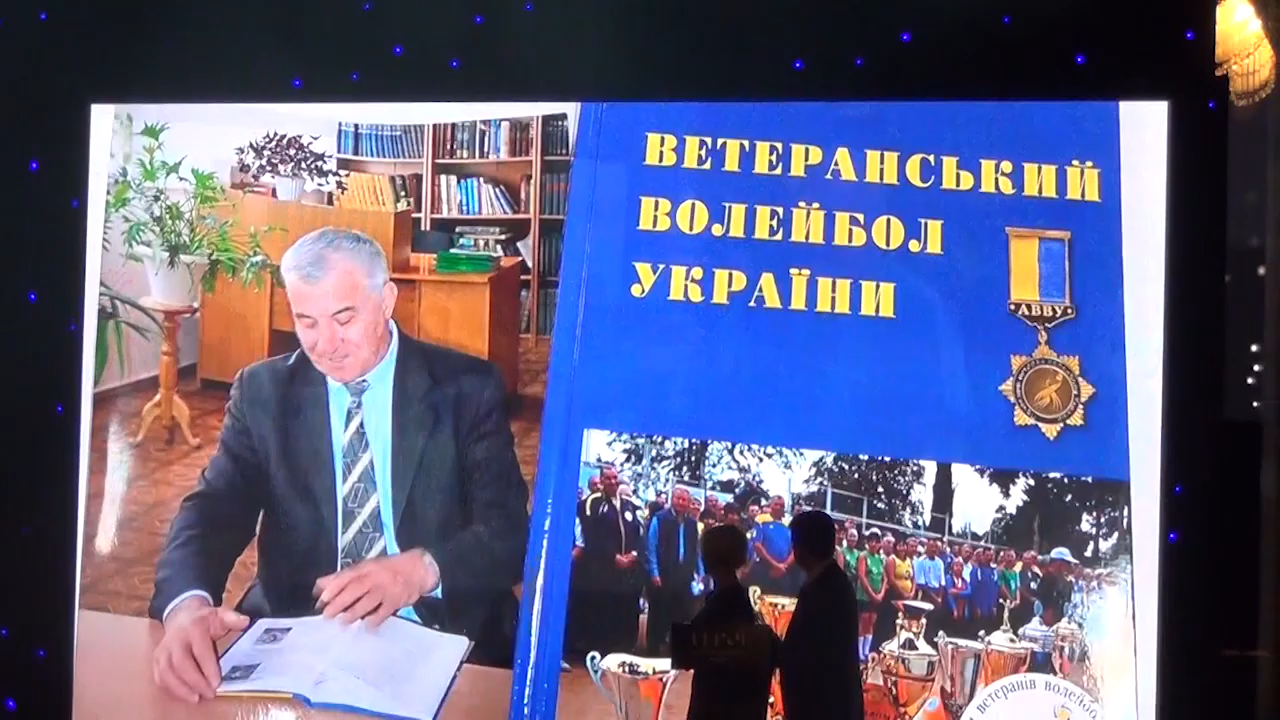 ВЕТЕРАНСЬКИЙ
ВОЛЕЙБОЛ
УКРАЇНИ
АВВУ
ветеранів волейбо